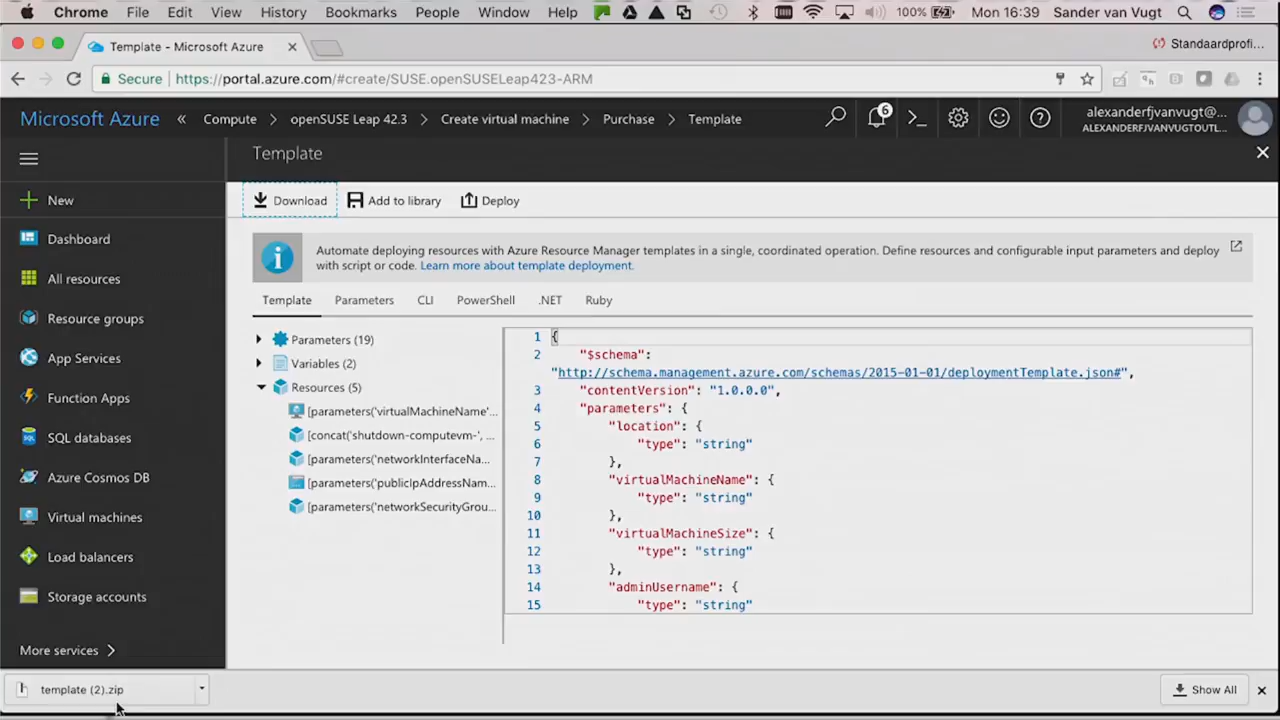 Chrome File Edit View History Bookmarks People Window Help 100% Mon 16:39 Sander van Vugt
Template - Microsoft Azure
Standaardprofi...
Secure https://portal.azure.com/#create/SUSE.openSUSELeap423-ARM
Microsoft Azure « Compute > openSUSE Leap 42.3 > Create virtual machine > Purchase > Template 6 alexanderfjvanvugt@...
ALEXANDERFJVANVUGTOUTL...
Template
New
Dashboard
All resources
Resource groups
App Services
Function Apps
SQL databases
Azure Cosmos DB
Virtual machines
Load balancers
Storage accounts
More services >
Download Add to library Deploy
Automate deploying resources with Azure Resource Manager templates in a single, coordinated operation. Define resources and configurable input parameters and deploy
with script or code. Learn more about template deployment.
Template Parameters CLI PowerShell .NET Ruby
Parameters (19)
Variables (2)
Resources (5)
[parameters('virtualMachineName'...
[concat('shutdown-computevm-', ...
[parameters('networkInterfaceNa...
[parameters('publicIpAddressNam...
[parameters('networkSecurityGrou...
1 {
2 "$schema":
"http://schema.management.azure.com/schemas/2015-01-01/deploymentTemplate.json#",
3 "contentVersion": "1.0.0.0",
4 "parameters": {
5 "location": {
6 "type": "string"
7 },
8 "virtualMachineName": {
9 "type": "string"
10 },
11 "virtualMachineSize": {
12 "type": "string"
13 },
14 "adminUsername": {
15 "type": "string"
template (2).zip
Show All